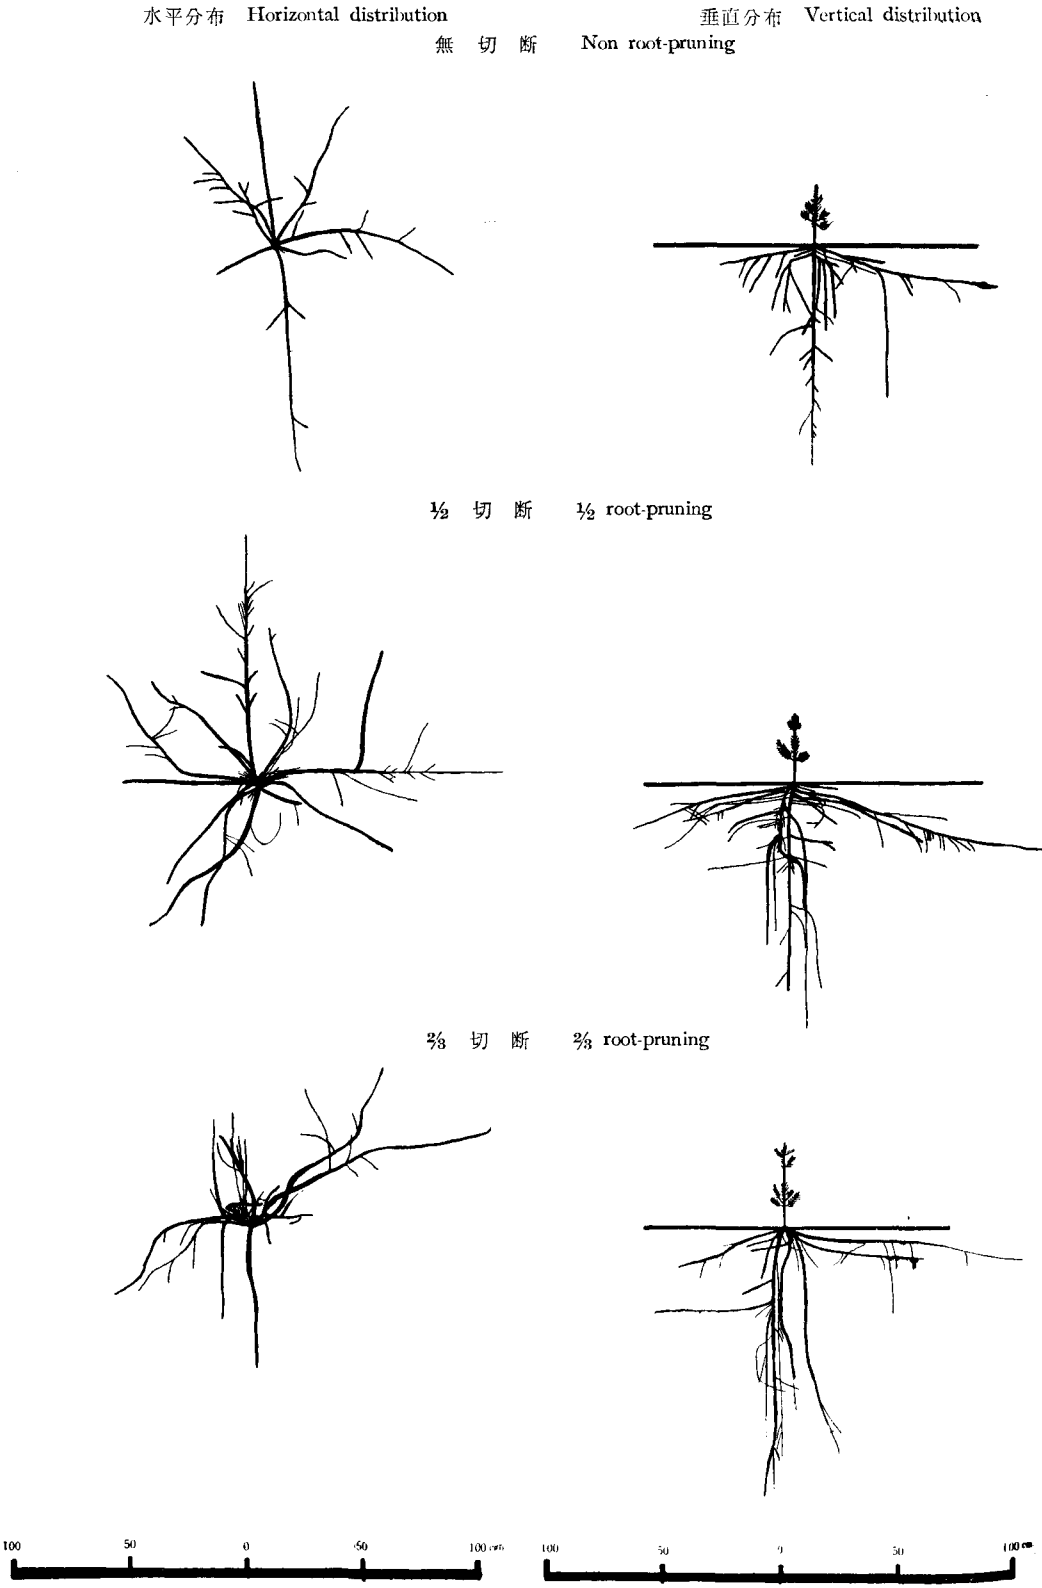 水平分布 Horizontal distribution
垂直分布 Vertical distribution
無切断 Non root-pruning
½ 切断 ½ root-pruning
⅔ 切断 ⅔ root-pruning
100 50 0 50 100 cm
100 50 0 50 100 cm